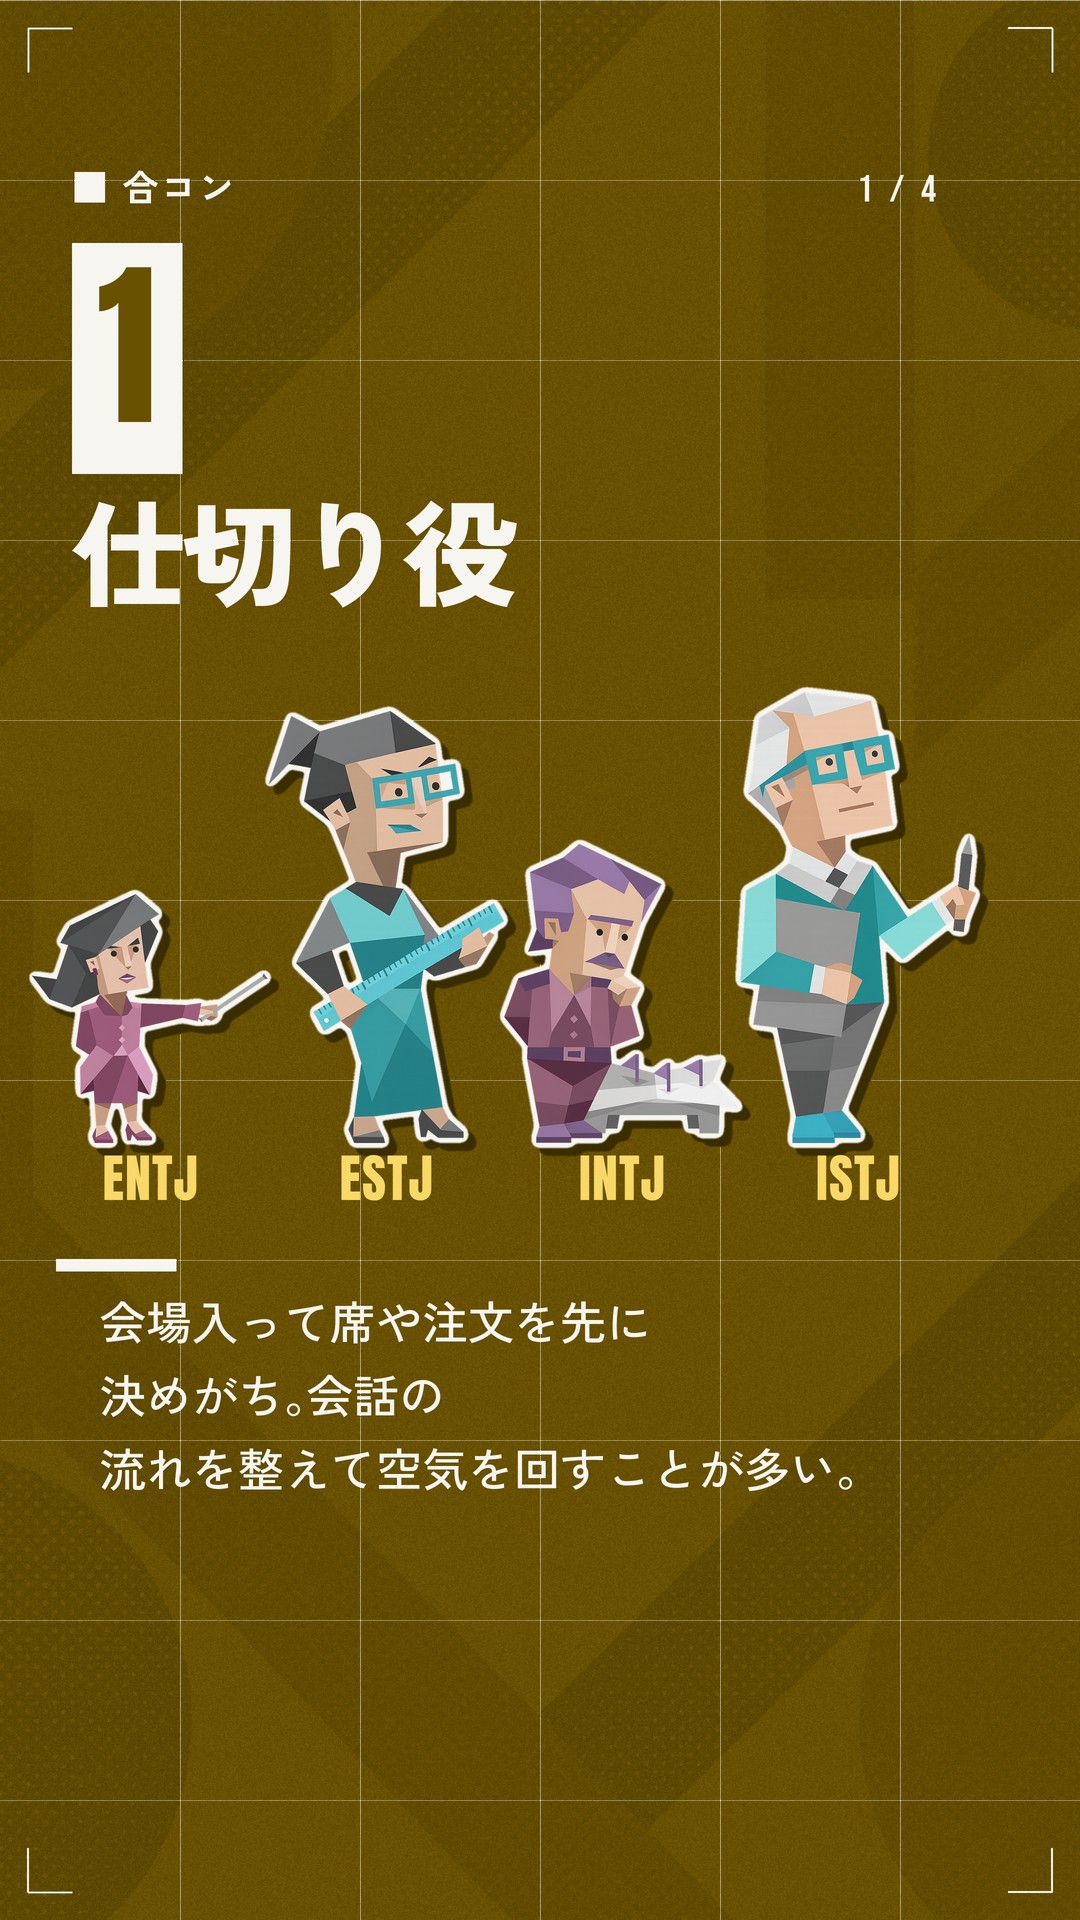 合コン
1 / 4
1
仕切り役
ENTJ
ESTJ
INTJ
ISTJ
会場入って席や注文を先に
決めがち。会話の
流れを整えて空気を回すことが多い。